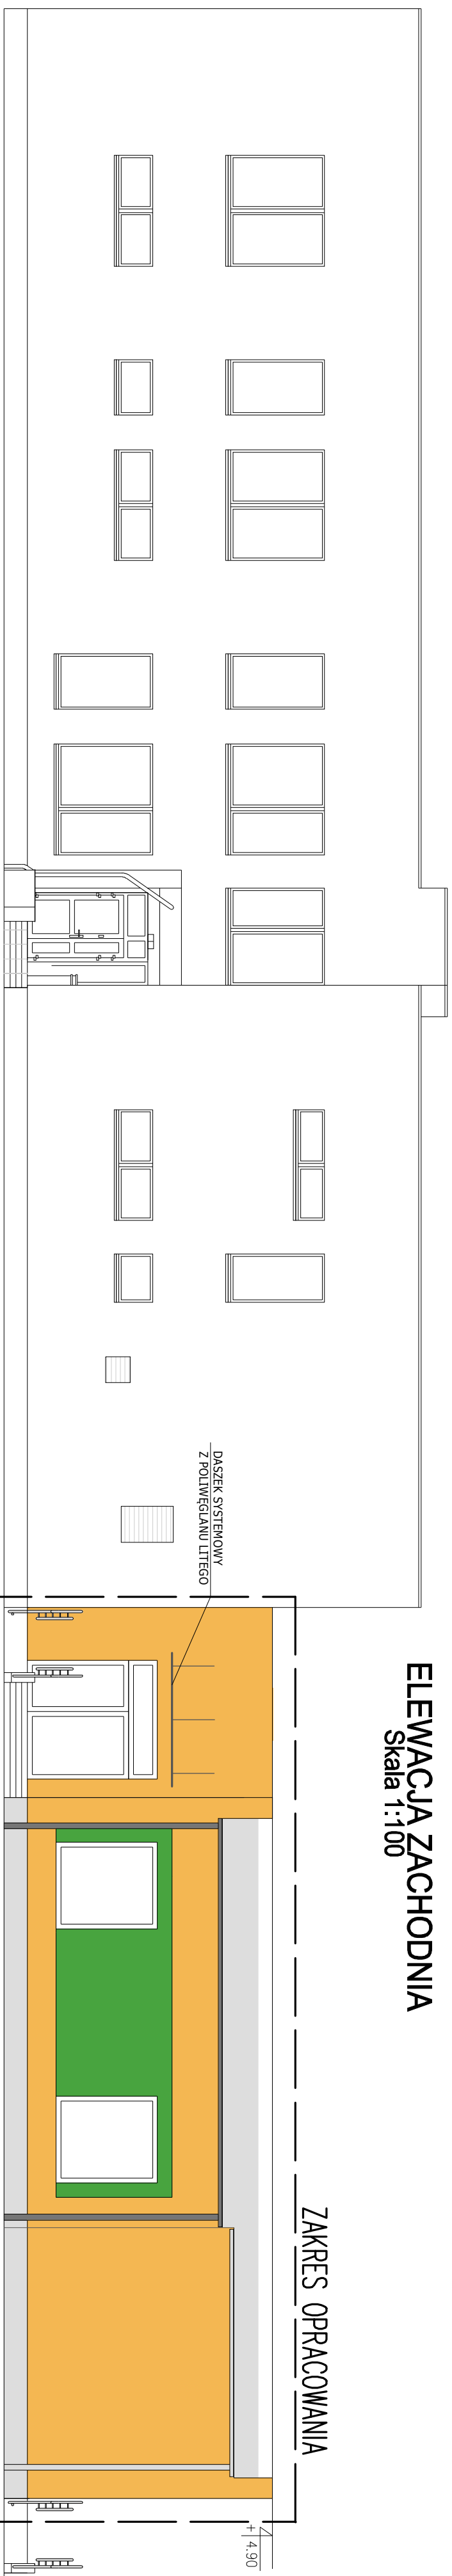 ELEWACJA ZACHODNIA
Skala 1:100
ZAKRES OPRACOWANIA
DASZEK SYSTEMOWY
Z POLIWĘGLANU LITEGO
+ 4.90